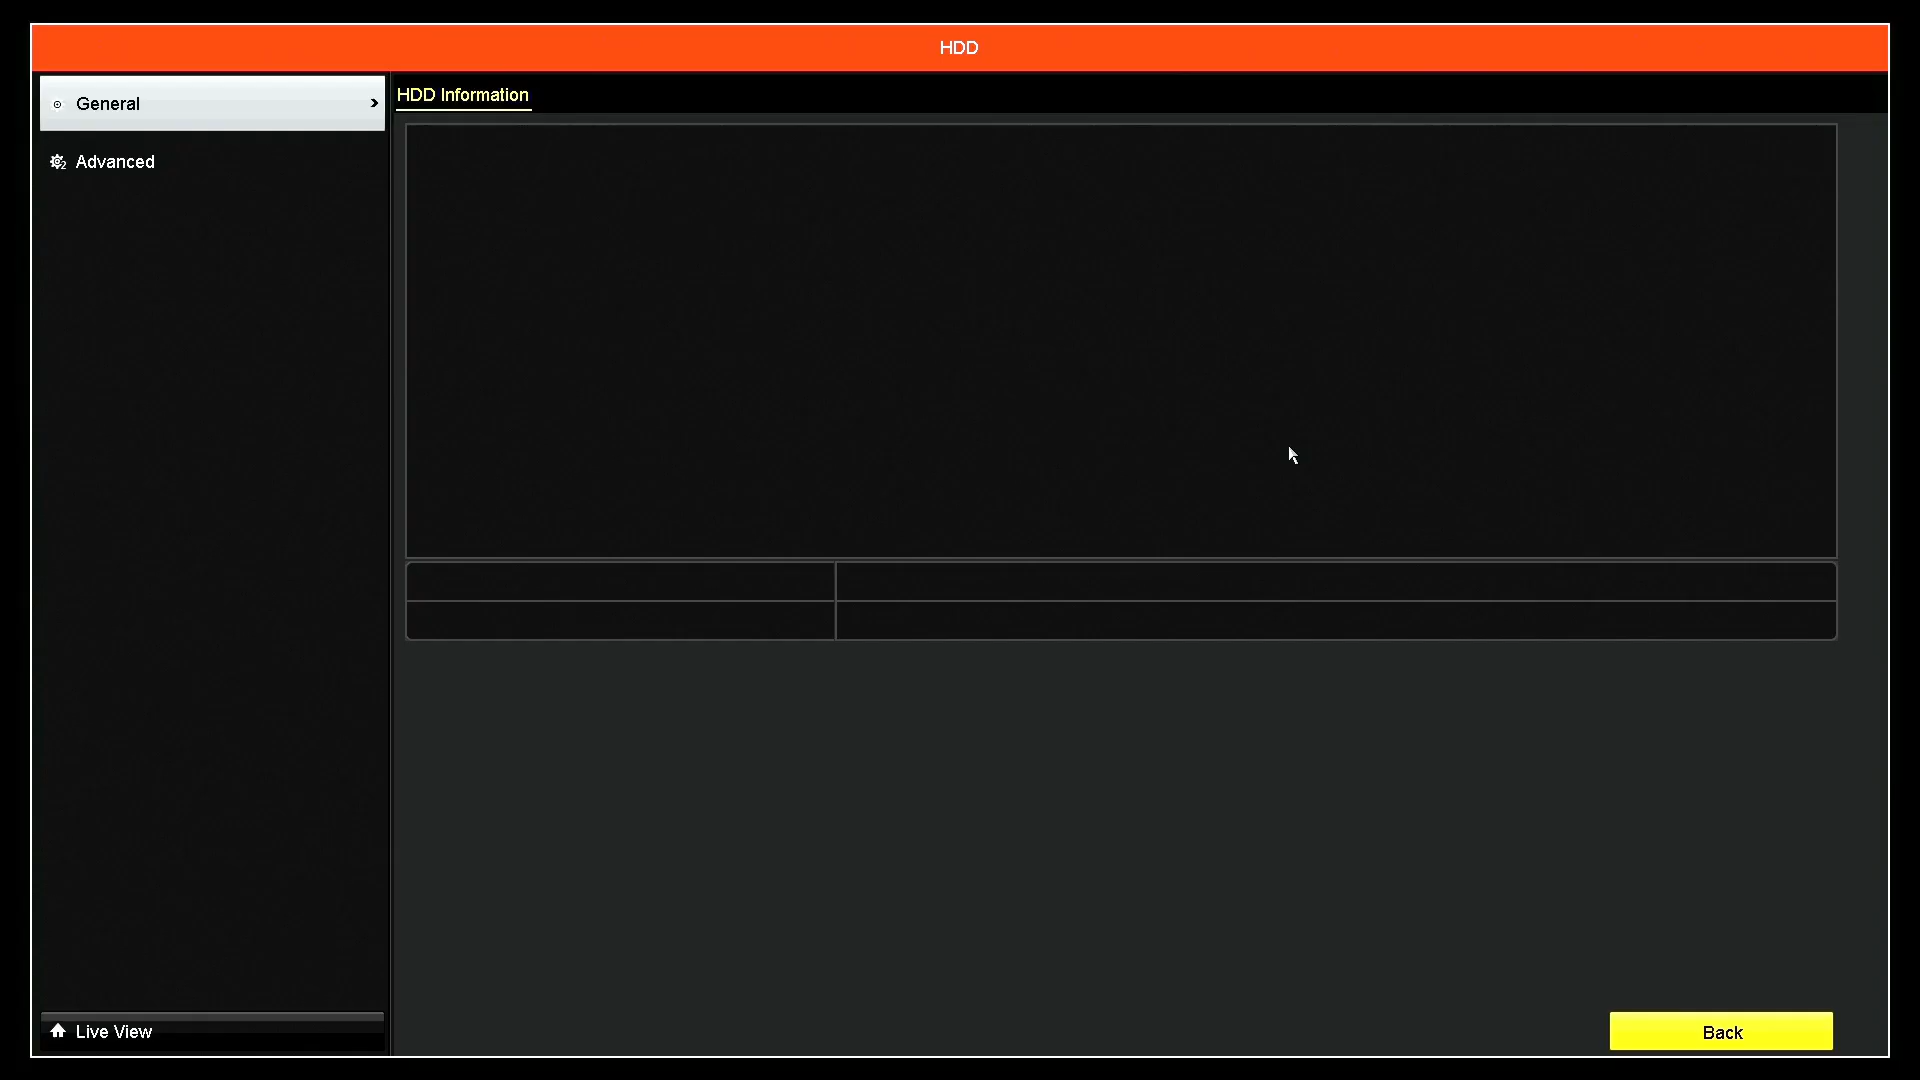 HDD
General
HDD Information
Advanced
Live View
Back